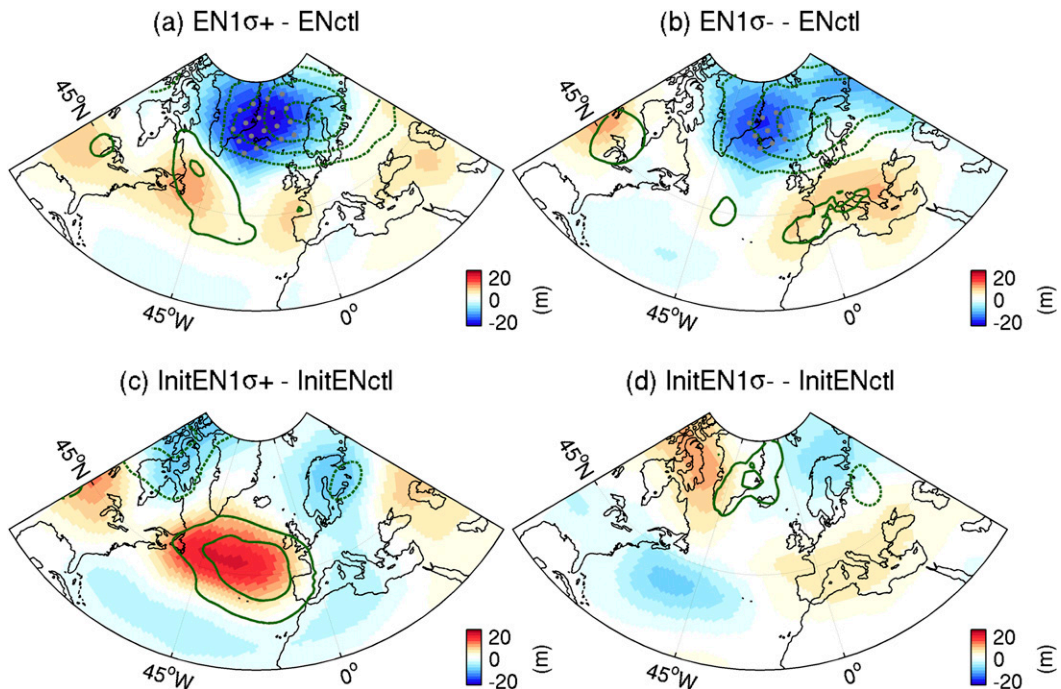 (a) EN1σ+ - ENctl
(b) EN1σ- - ENctl
45°N
45°N
20
0
-20
(m)
20
0
-20
(m)
45°W
0°
45°W
0°
(c) InitEN1σ+ - InitENctl
(d) InitEN1σ- - InitENctl
45°N
45°N
20
0
-20
(m)
20
0
-20
(m)
45°W
0°
45°W
0°